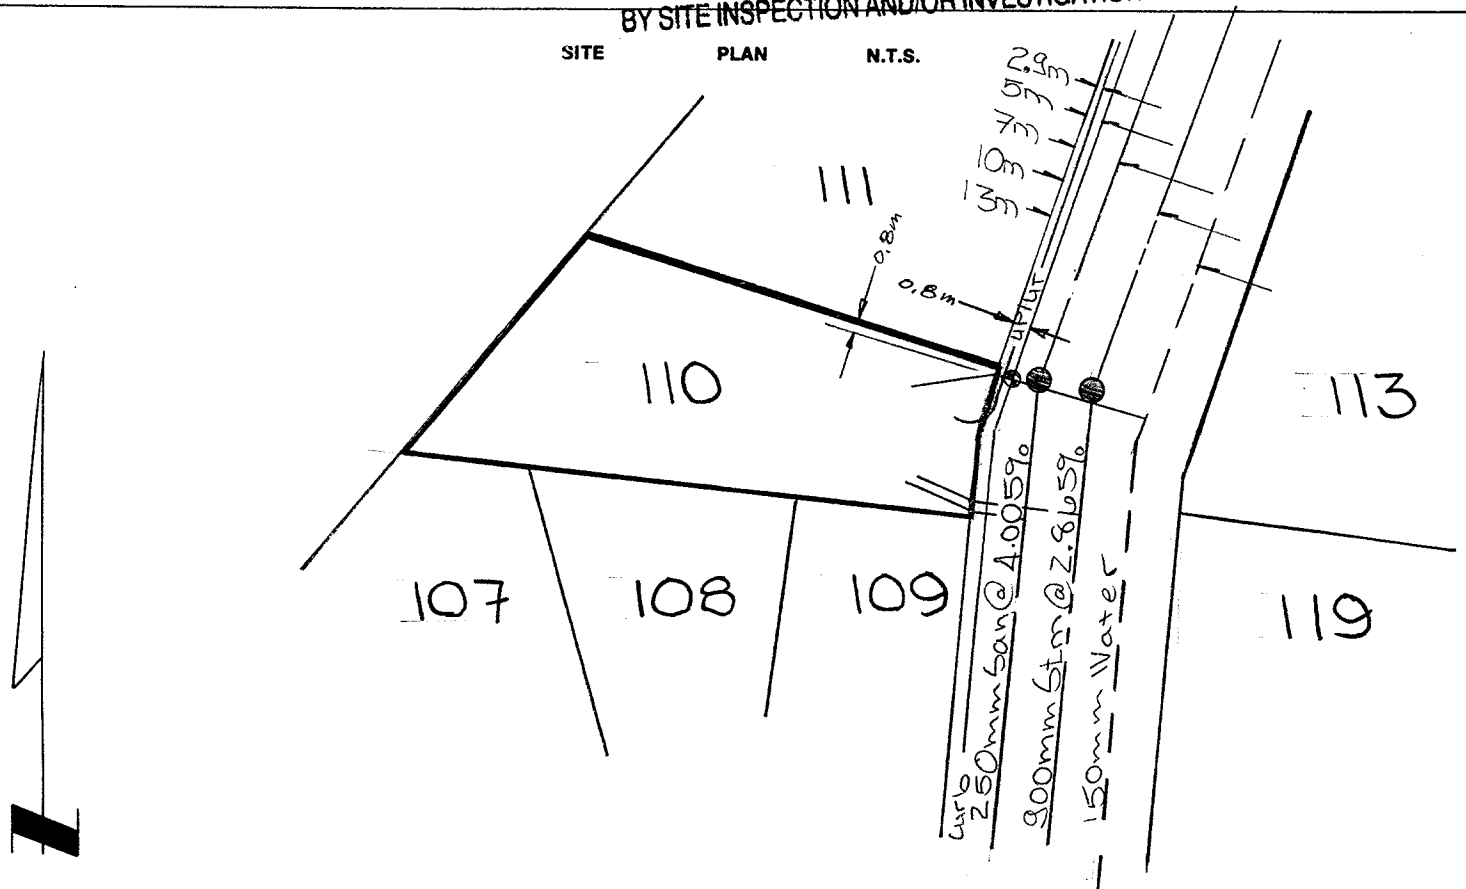 BY SITE INSPECTION AND/OR INVESTIGATION
SITE PLAN N.T.S.
2.9m
5m
7m
10m
13m
111
0.8m
0.8m
110
113
107
108
109
119
Curb
250mm San @ 4.005%
900mm Stm @ 2.865%
150mm Water